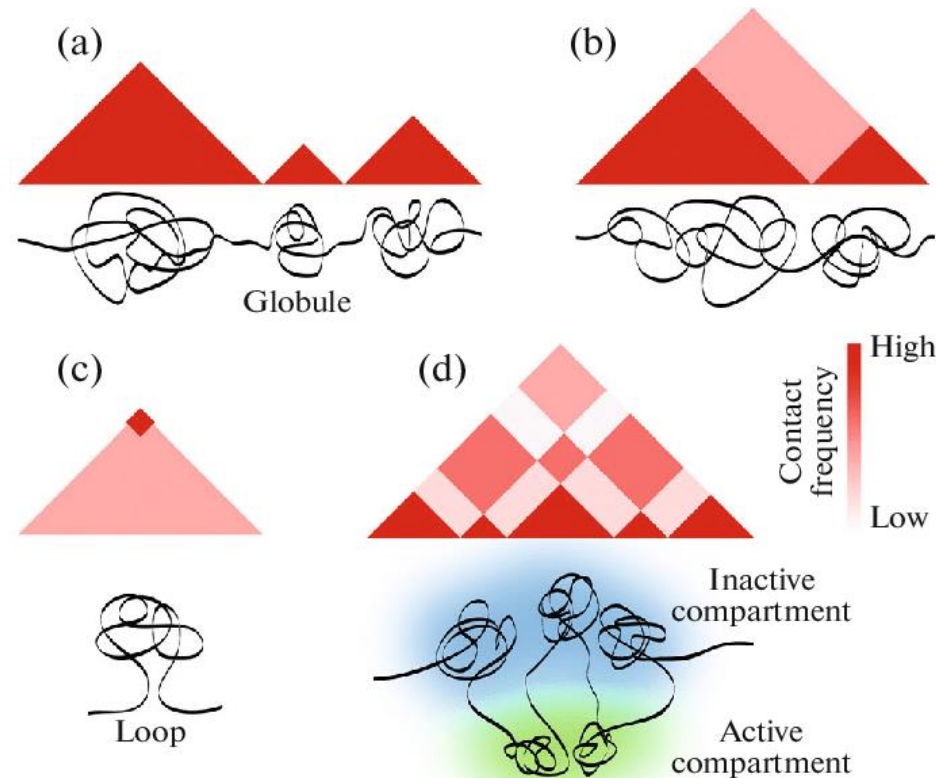 (a)
(b)
Globule
(c)
(d)
High
Contact
frequency
Low
Loop
Inactive
compartment
Active
compartment